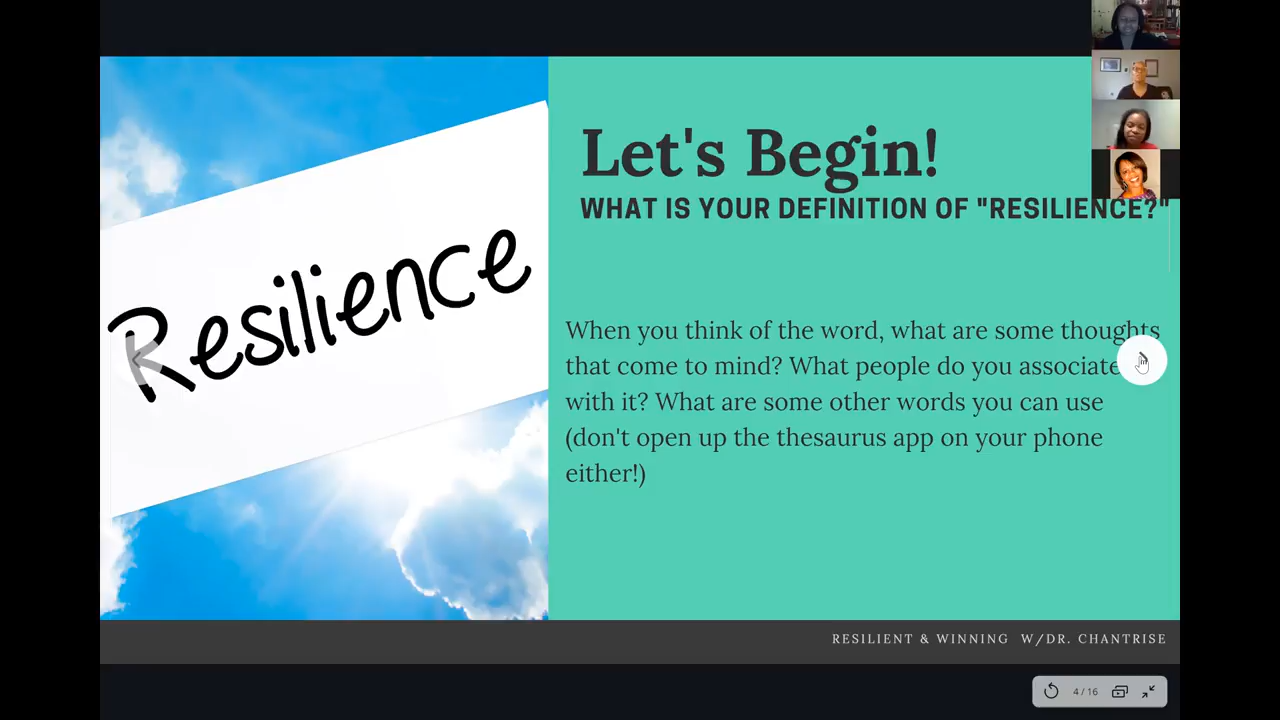 Resilience
Let's Begin!
WHAT IS YOUR DEFINITION OF "RESILIENCE?"
When you think of the word, what are some thoughts
that come to mind? What people do you associate
with it? What are some other words you can use
(don't open up the thesaurus app on your phone
either!)
RESILIENT & WINNING W/DR. CHANTRISE
4 / 16